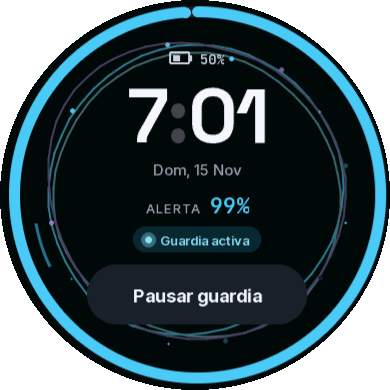 50%
7:01
Dom, 15 Nov
ALERTA 99%
Guardia activa
Pausar guardia